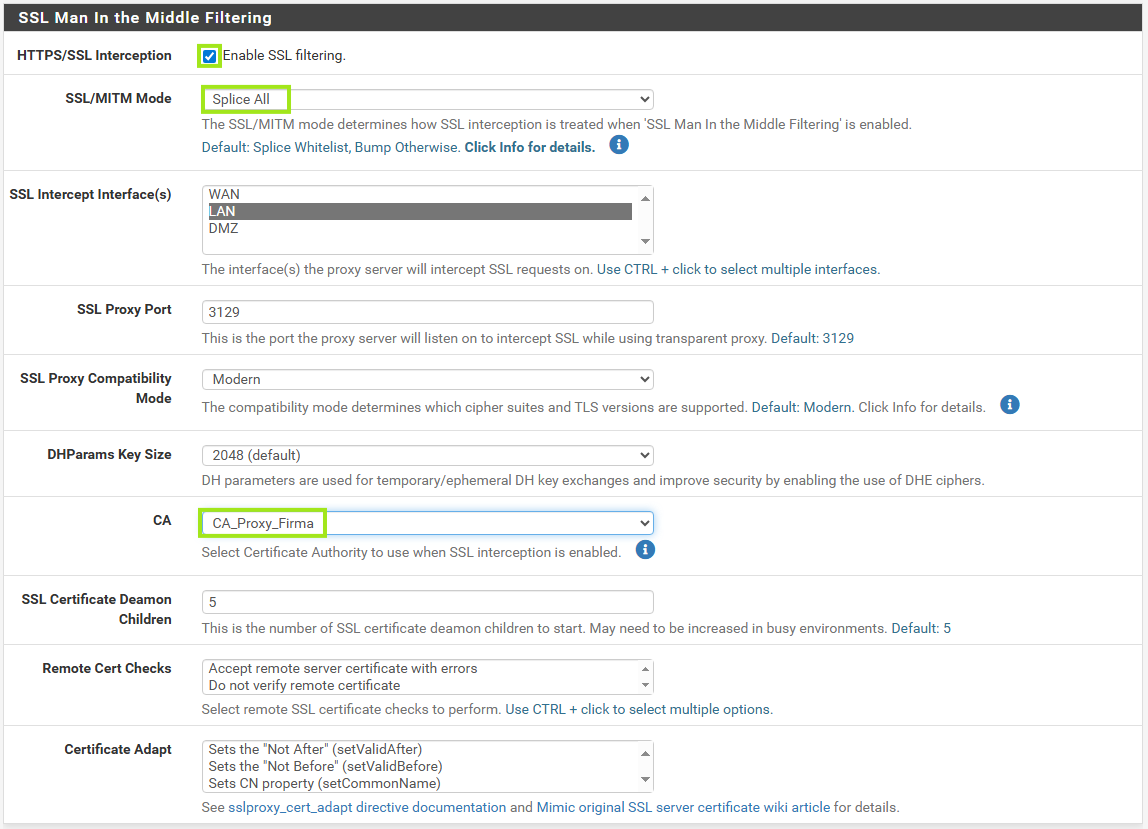 SSL Man In the Middle Filtering
HTTPS/SSL Interception
Enable SSL filtering.
SSL/MITM Mode
Splice All
The SSL/MITM mode determines how SSL interception is treated when 'SSL Man In the Middle Filtering' is enabled.
Default: Splice Whitelist, Bump Otherwise. Click Info for details.
SSL Intercept Interface(s)
WAN
LAN
DMZ
The interface(s) the proxy server will intercept SSL requests on. Use CTRL + click to select multiple interfaces.
SSL Proxy Port
3129
This is the port the proxy server will listen on to intercept SSL while using transparent proxy. Default: 3129
SSL Proxy Compatibility
Mode
Modern
The compatibility mode determines which cipher suites and TLS versions are supported. Default: Modern. Click Info for details.
DHParams Key Size
2048 (default)
DH parameters are used for temporary/ephemeral DH key exchanges and improve security by enabling the use of DHE ciphers.
CA
CA_Proxy_Firma
Select Certificate Authority to use when SSL interception is enabled.
SSL Certificate Deamon
Children
5
This is the number of SSL certificate deamon children to start. May need to be increased in busy environments. Default: 5
Remote Cert Checks
Accept remote server certificate with errors
Do not verify remote certificate
Select remote SSL certificate checks to perform. Use CTRL + click to select multiple options.
Certificate Adapt
Sets the "Not After" (setValidAfter)
Sets the "Not Before" (setValidBefore)
Sets CN property (setCommonName)
See sslproxy_cert_adapt directive documentation and Mimic original SSL server certificate wiki article for details.